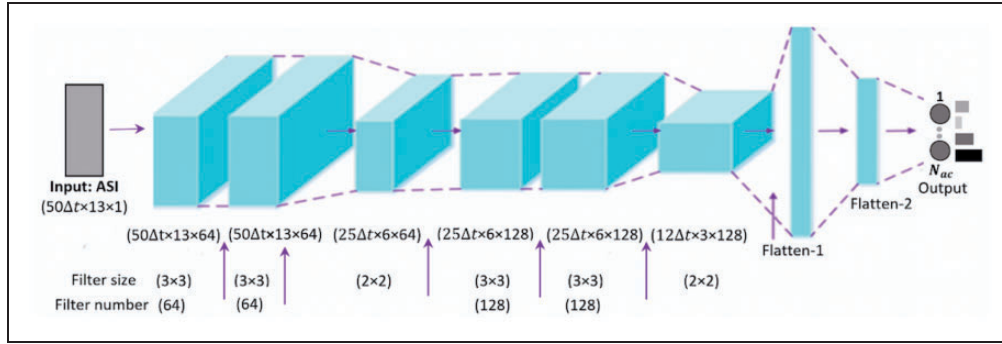 1
Input: ASI
(50Δt×13×1)
N_ac
Output
Flatten-2
Flatten-1
(50Δt×13×64) (50Δt×13×64) (25Δt×6×64) (25Δt×6×128) (25Δt×6×128) (12Δt×3×128)
Filter size (3×3) (3×3) (2×2) (3×3) (3×3) (2×2)
Filter number (64) (64) (128) (128)